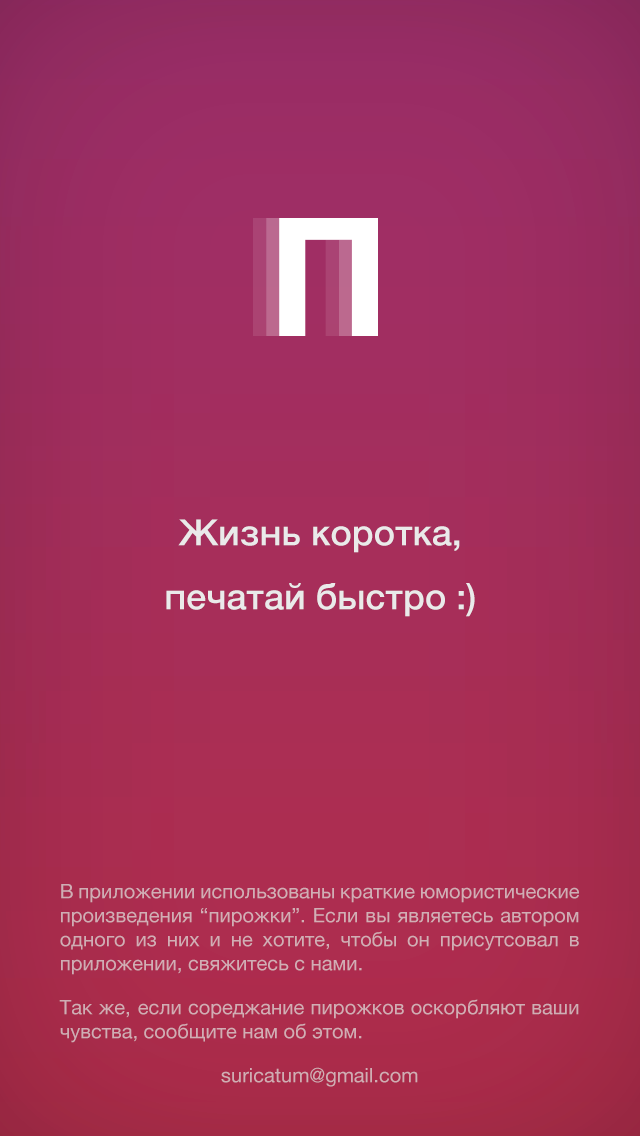 П
Жизнь коротка,
печатай быстро :)
В приложении использованы краткие юмористические
произведения “пирожки”. Если вы являетесь автором
одного из них и не хотите, чтобы он присутсовал в
приложении, свяжитесь с нами.
Так же, если сореджание пирожков оскорбляют ваши
чувства, сообщите нам об этом.
suricatum@gmail.com